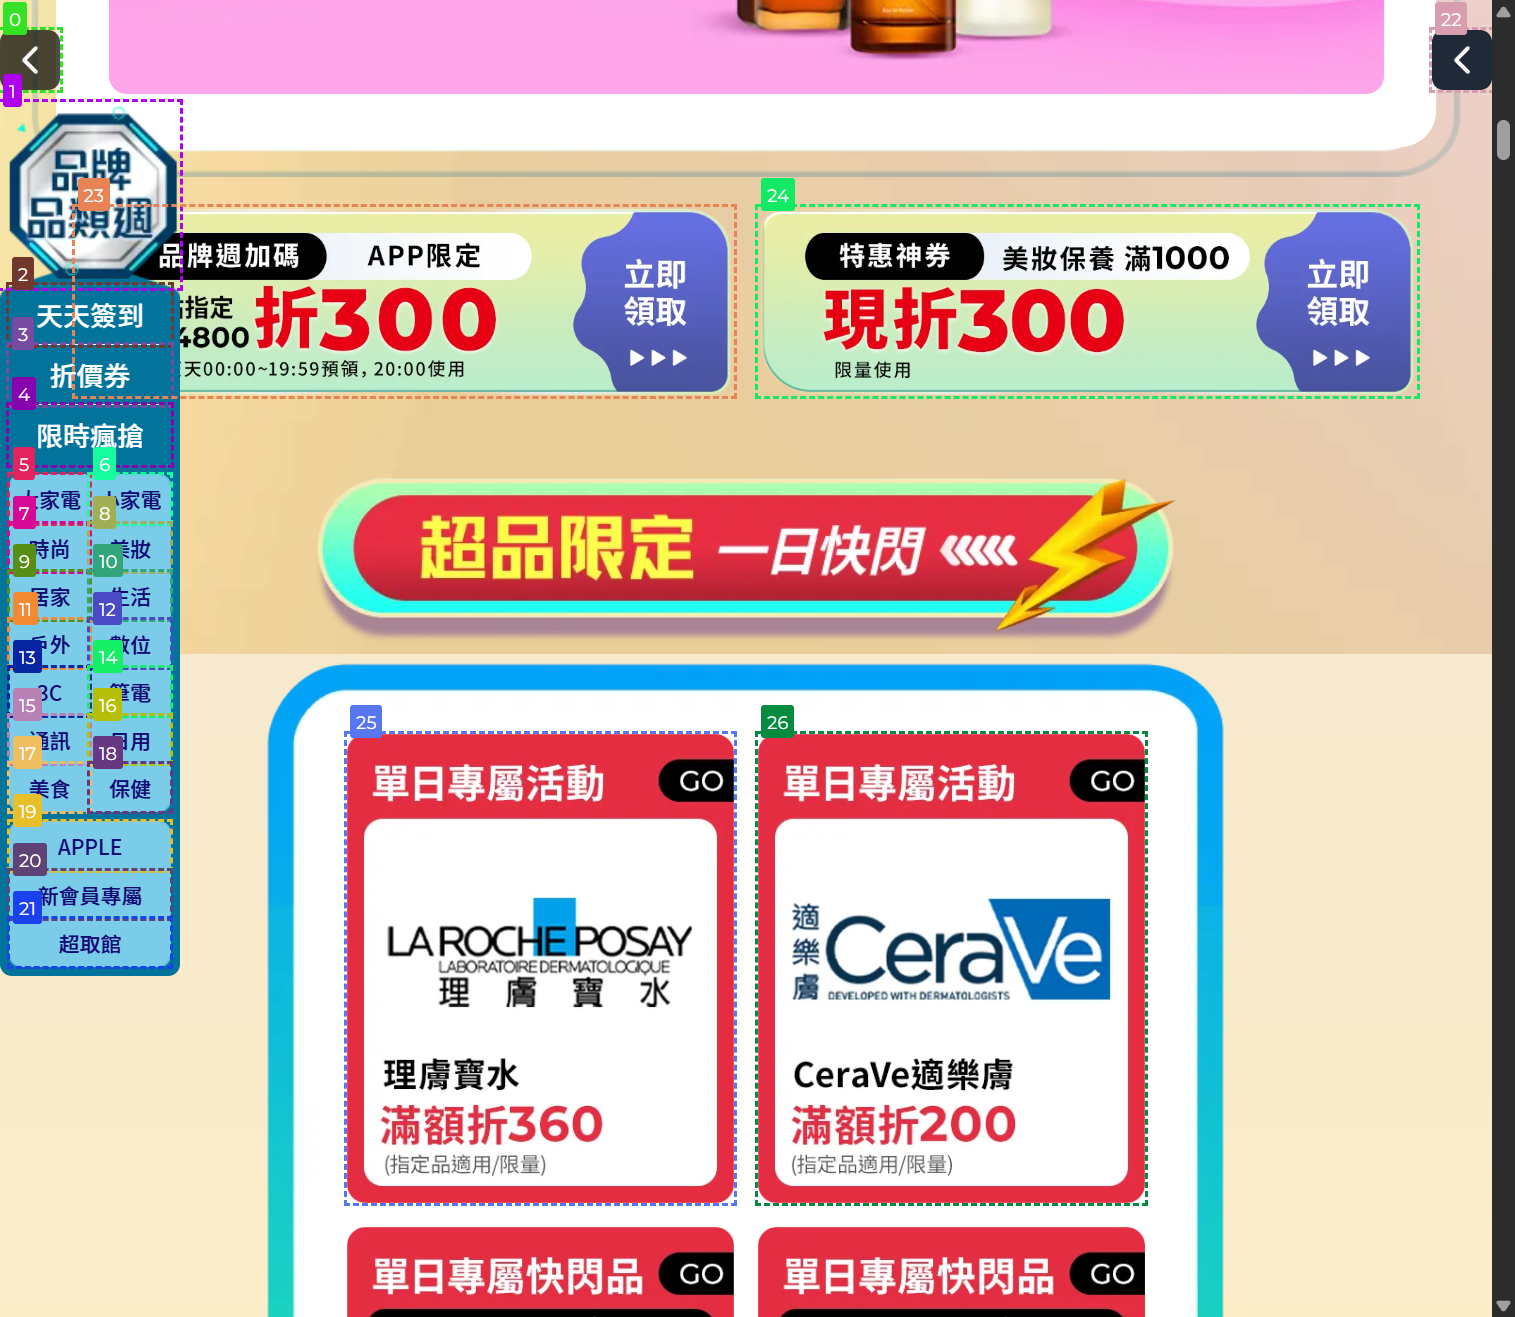 0
22
1
品牌
品類週
23
24
品牌週加碼 APP限定
指定
4800
折300
天00:00~19:59預領, 20:00使用
立即
領取
特惠神券 美妝保養 滿1000
現折300
限量使用
立即
領取
2
天天簽到
3
折價券
4
限時瘋搶
5
家電
6
小家電
7
時尚
8
美妝
9
居家
10
生活
11
戶外
12
數位
13
3C
14
筆電
15
通訊
16
日用
17
美食
18
保健
19
APPLE
20
新會員專屬
21
超取館
超品限定 一日快閃
25
單日專屬活動 GO
LA ROCHE POSAY
LABORATOIRE DERMATOLOGIQUE
理膚寶水
理膚寶水
滿額折360
(指定品適用/限量)
26
單日專屬活動 GO
適樂膚
CeraVe
DEVELOPED WITH DERMATOLOGISTS
CeraVe適樂膚
滿額折200
(指定品適用/限量)
單日專屬快閃品 GO
單日專屬快閃品 GO